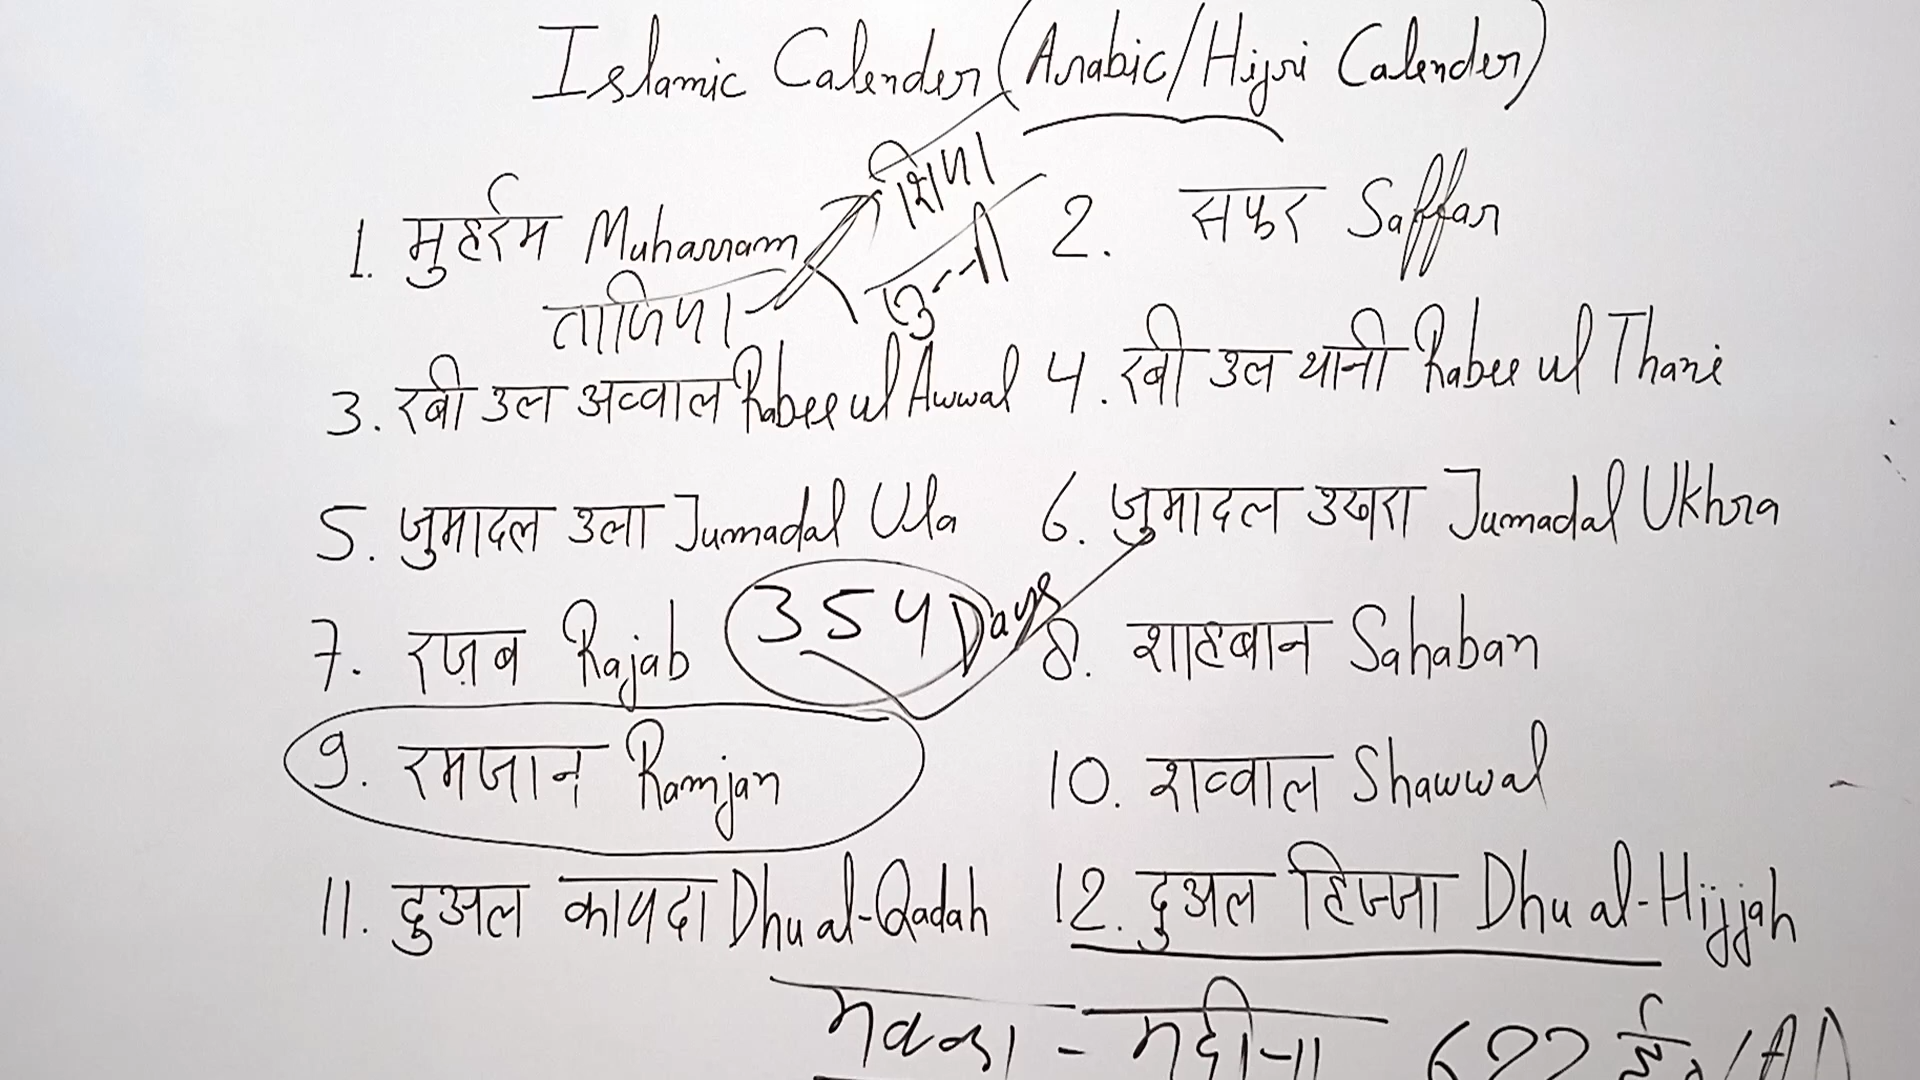 Islamic Calender (Arabic/Hijri Calender)
1. मुहर्रम Muharram
शिया
2. सफर Saffar
ताजिया
सुन्नी
3. रबी उल अव्वाल Rabee ul Awwal
4. रबी उल थानी Rabee ul Thani
5. जुमादल उला Jumadal Ula
6. जुमादल उखरा Jumadal Ukhra
7. रज़ब Rajab
354 Days
8. शाहबान Sahaban
9. रमजान Ramjan
10. शव्वाल Shawwal
11. दुअल कायदा Dhu al-Qadah
12. दुअल हिज्जा Dhu al-Hijjah
मक्का - मदीना 622 ई०/AD